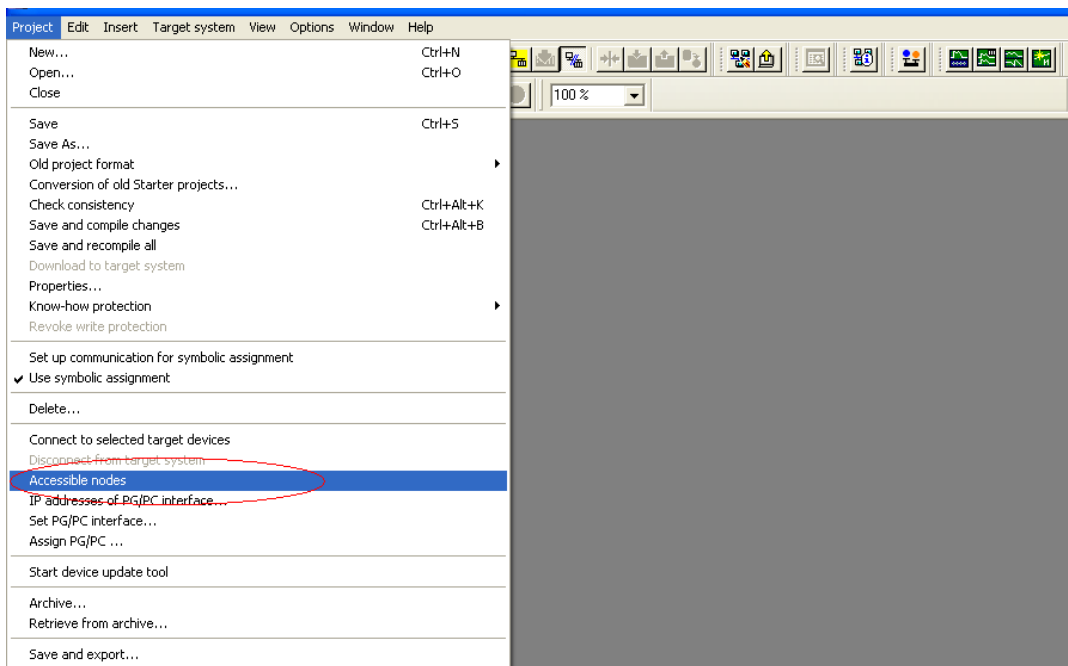 Project Edit Insert Target system View Options Window Help
New... Ctrl+N
Open... Ctrl+O
Close
100 %
Save Ctrl+S
Save As...
Old project format
Conversion of old Starter projects...
Check consistency Ctrl+Alt+K
Save and compile changes Ctrl+Alt+B
Save and recompile all
Download to target system
Properties...
Know-how protection
Revoke write protection
Set up communication for symbolic assignment
Use symbolic assignment
Delete...
Connect to selected target devices
Disconnect from target system
Accessible nodes
IP addresses of PG/PC interface...
Set PG/PC interface...
Assign PG/PC ...
Start device update tool
Archive...
Retrieve from archive...
Save and export...